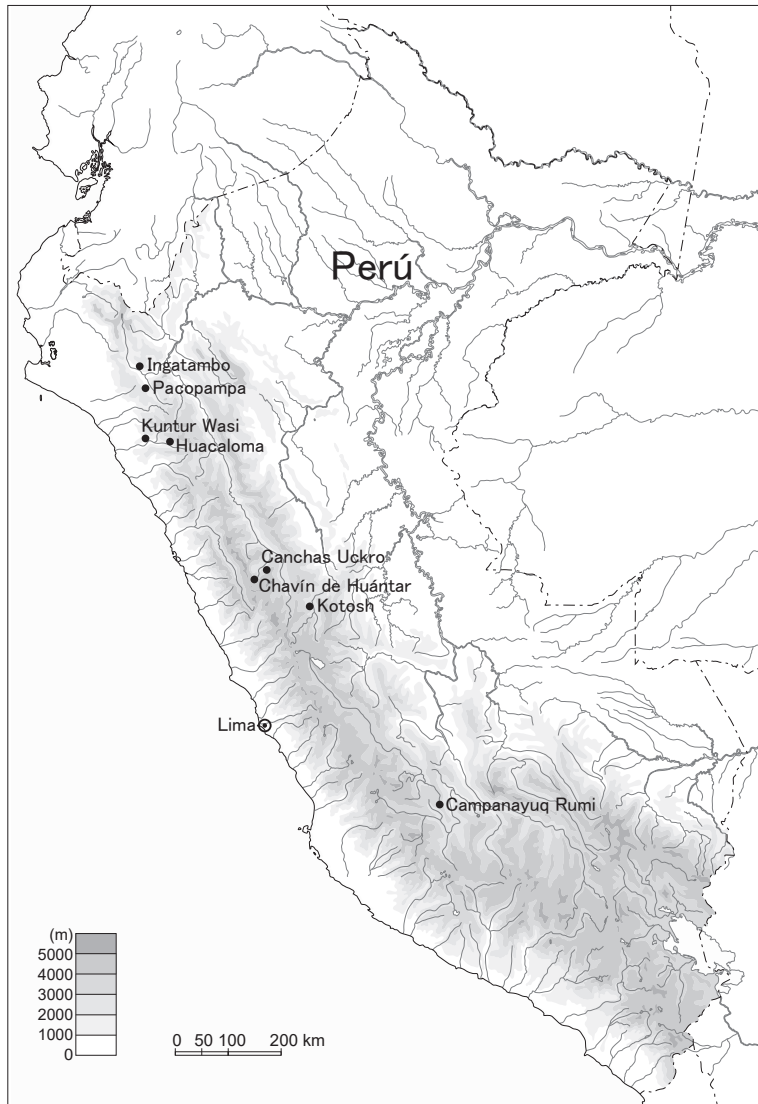 Perú
Ingatambo
Pacopampa
Kuntur Wasi
Huacaloma
Canchas Uckro
Chavín de Huántar
Kotosh
Lima
Campanayuq Rumi
(m)
5000
4000
3000
2000
1000
0
0 50 100 200 km